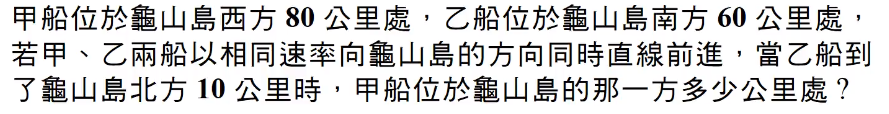 甲船位於龜山島西方 80 公里處，乙船位於龜山島南方 60 公里處，
若甲、乙兩船以相同速率向龜山島的方向同時直線前進，當乙船到
了龜山島北方 10 公里時，甲船位於龜山島的那一方多少公里處？